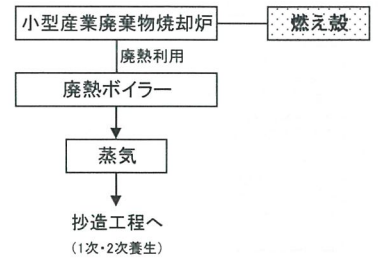 小型産業廃棄物焼却炉
燃え殻
廃熱利用
廃熱ボイラー
蒸気
抄造工程へ
(1次・2次養生)